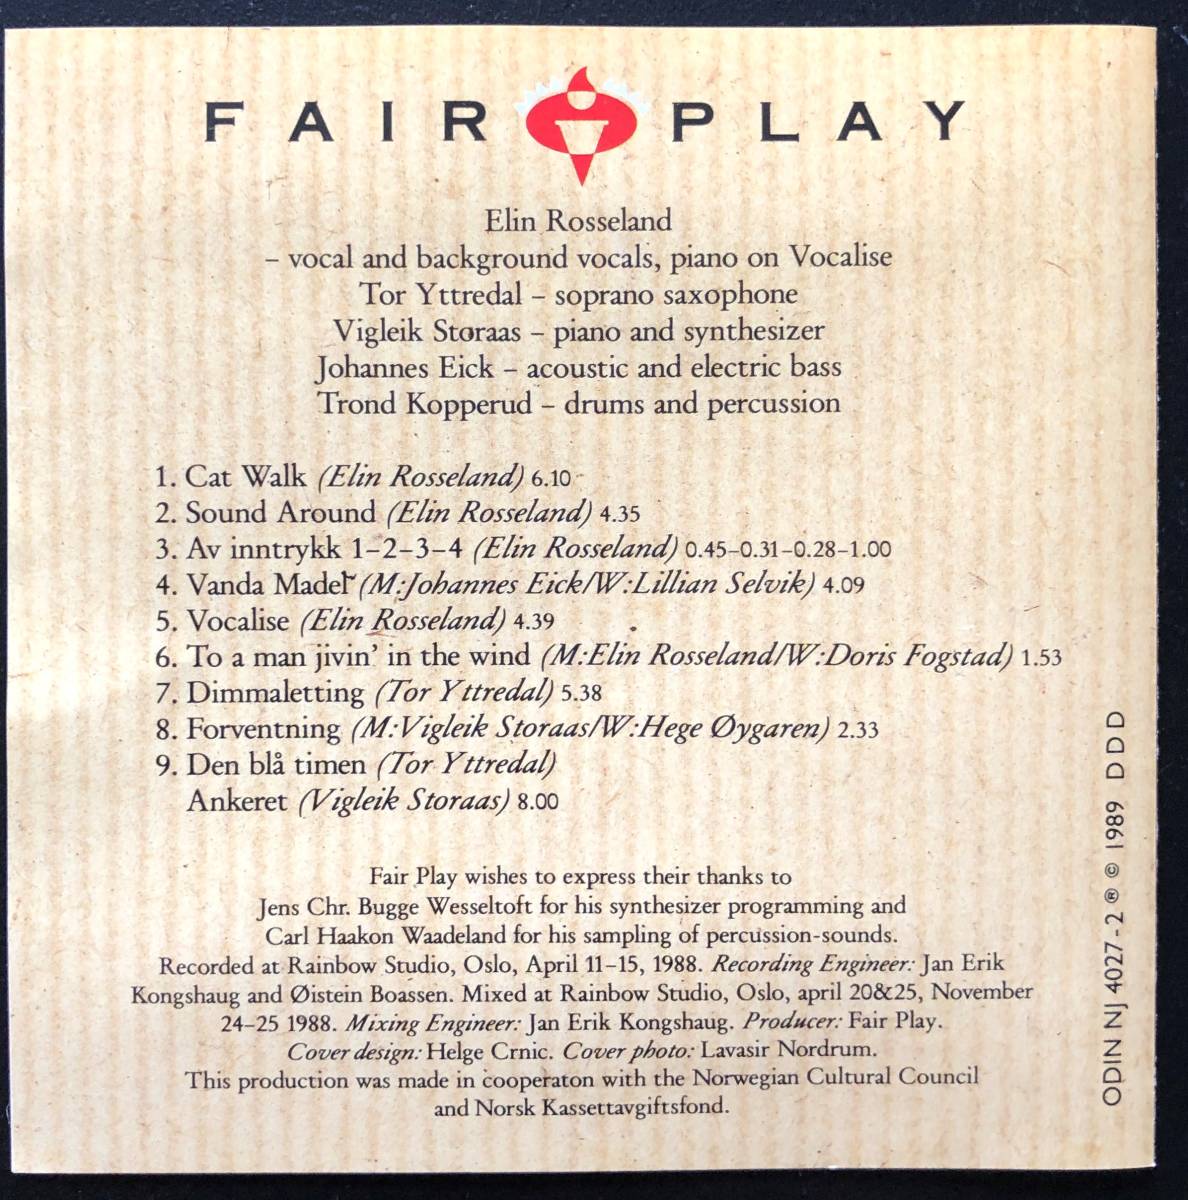 FAIR PLAY
Elin Rosseland
– vocal and background vocals, piano on Vocalise
Tor Yttredal – soprano saxophone
Vigleik Storaas – piano and synthesizer
Johannes Eick – acoustic and electric bass
Trond Kopperud – drums and percussion
1. Cat Walk (Elin Rosseland) 6.10
2. Sound Around (Elin Rosseland) 4.35
3. Av inntrykk 1–2–3–4 (Elin Rosseland) 0.45–0.31–0.28–1.00
4. Vanda Madel (M:Johannes Eick/W:Lillian Selvik) 4.09
5. Vocalise (Elin Rosseland) 4.39
6. To a man jivin' in the wind (M:Elin Rosseland/W:Doris Fogstad) 1.53
7. Dimmaletting (Tor Yttredal) 5.38
8. Forventning (M:Vigleik Storaas/W:Hege Øygaren) 2.33
9. Den blå timen (Tor Yttredal)
Ankeret (Vigleik Storaas) 8.00
Fair Play wishes to express their thanks to
Jens Chr. Bugge Wesseltoft for his synthesizer programming and
Carl Haakon Waadeland for his sampling of percussion-sounds.
Recorded at Rainbow Studio, Oslo, April 11–15, 1988. Recording Engineer: Jan Erik
Kongshaug and Øistein Boassen. Mixed at Rainbow Studio, Oslo, april 20&25, November
24–25 1988. Mixing Engineer: Jan Erik Kongshaug. Producer: Fair Play.
Cover design: Helge Crnic. Cover photo: Lavasir Nordrum.
This production was made in cooperaton with the Norwegian Cultural Council
and Norsk Kassettavgiftsfond.
ODIN NJ 4027-2 ® © 1989 DDD